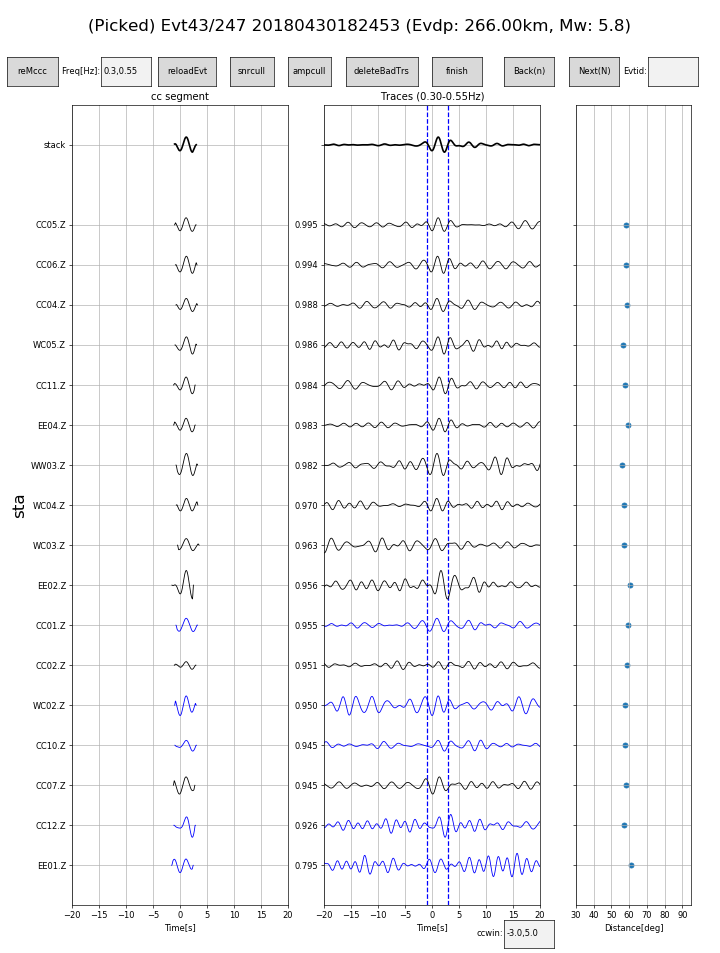 (Picked) Evt43/247 20180430182453 (Evdp: 266.00km, Mw: 5.8)
reMccc Freq[Hz]: 0.3,0.55 reloadEvt snrcull ampcull deleteBadTrs finish Back(n) Next(N) Evtid:
cc segment Traces (0.30-0.55Hz)
stack
CC05.Z 0.995
CC06.Z 0.994
CC04.Z 0.988
WC05.Z 0.986
CC11.Z 0.984
EE04.Z 0.983
WW03.Z 0.982
sta
WC04.Z 0.970
WC03.Z 0.963
EE02.Z 0.956
CC01.Z 0.955
CC02.Z 0.951
WC02.Z 0.950
CC10.Z 0.945
CC07.Z 0.945
CC12.Z 0.926
EE01.Z 0.795
−20 −15 −10 −5 0 5 10 15 20 −20 −15 −10 −5 0 5 10 15 20 30 40 50 60 70 80 90
Time[s] Time[s] Distance[deg]
ccwin: -3.0,5.0